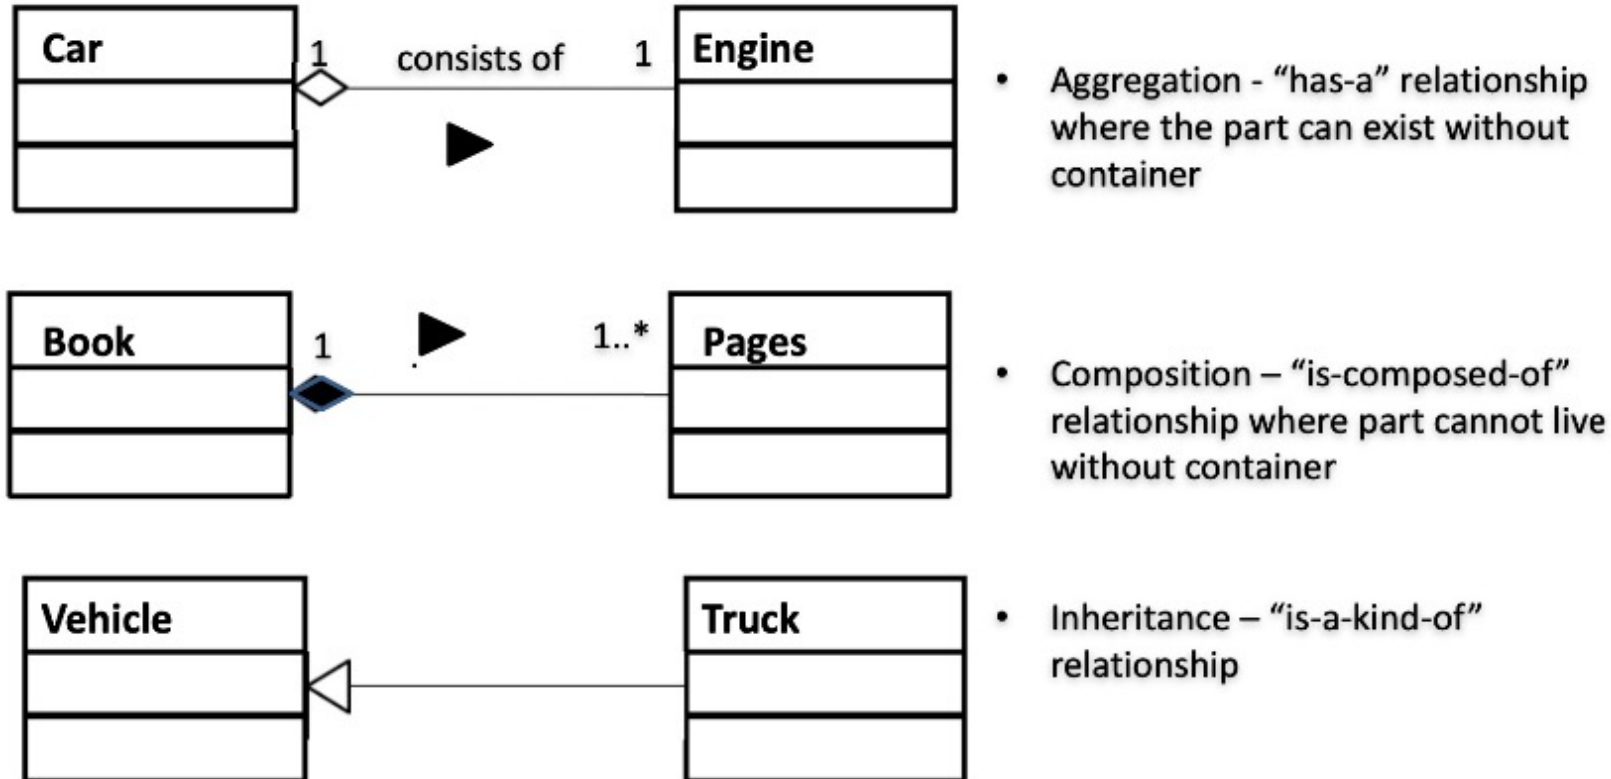 Car
1
consists of
1
Engine
• Aggregation - “has-a” relationship
where the part can exist without
container
Book
1
1..*
Pages
• Composition – “is-composed-of”
relationship where part cannot live
without container
Vehicle
Truck
• Inheritance – “is-a-kind-of”
relationship